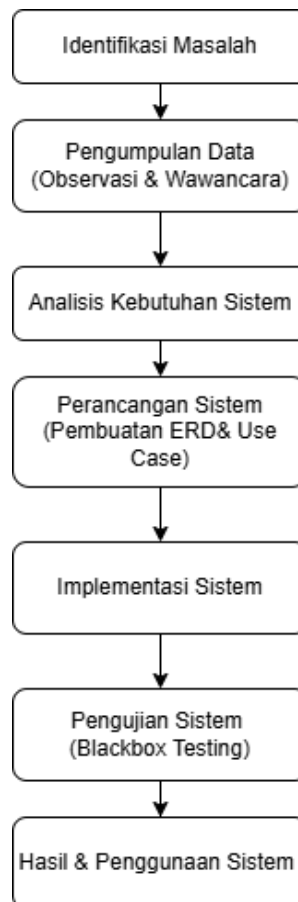 Identifikasi Masalah
Pengumpulan Data
(Observasi & Wawancara)
Analisis Kebutuhan Sistem
Perancangan Sistem
(Pembuatan ERD& Use
Case)
Implementasi Sistem
Pengujian Sistem
(Blackbox Testing)
Hasil & Penggunaan Sistem